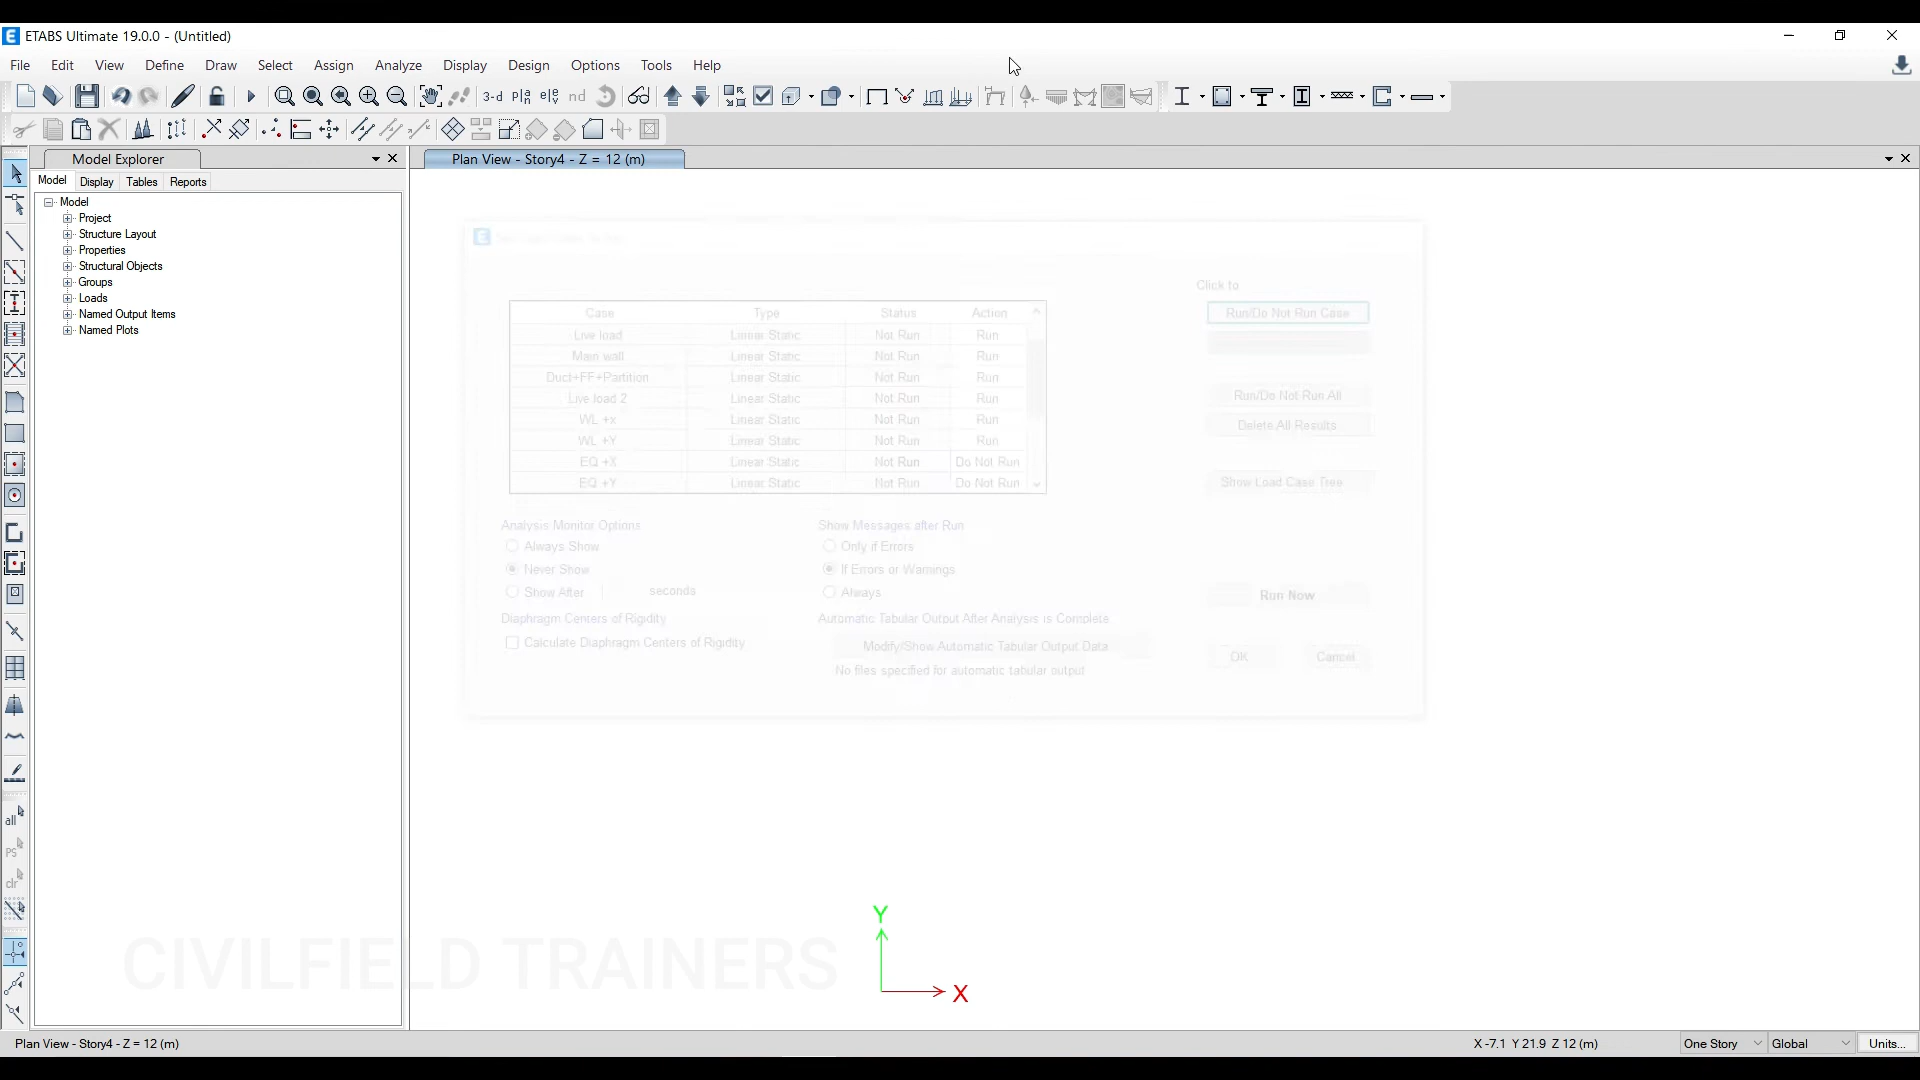 ETABS Ultimate 19.0.0 - (Untitled)
File Edit View Define Draw Select Assign Analyze Display Design Options Tools Help
3-d pla ele nd
Model Explorer
Plan View - Story4 - Z = 12 (m)
Model Display Tables Reports
Model
Project
Structure Layout
Properties
Structural Objects
Groups
Loads
Named Output Items
Named Plots
Click to
Case Type Status Action
Run/Do Not Run Case
Live load Linear Static Not Run Run
Main wall Linear Static Not Run Run
Duct+FF+Partition Linear Static Not Run Run
Live load 2 Linear Static Not Run Run
WL +x Linear Static Not Run Run
WL +Y Linear Static Not Run Run
EQ +X Linear Static Not Run Do Not Run
EQ +Y Linear Static Not Run Do Not Run
Run/Do Not Run All
Delete All Results
Show Load Case Tree
Analysis Monitor Options
Always Show
Never Show
Show After seconds
Show Messages after Run
Only if Errors
If Errors or Warnings
Always
Diaphragm Centers of Rigidity
Calculate Diaphragm Centers of Rigidity
Automatic Tabular Output After Analysis is Complete
Modify/Show Automatic Tabular Output Data
No files specified for automatic tabular output
Run Now
OK Cancel
all
ps
clr
Y
X
CIVILFIELD TRAINERS
Plan View - Story4 - Z = 12 (m)
X -7.1 Y 21.9 Z 12 (m)
One Story Global Units...